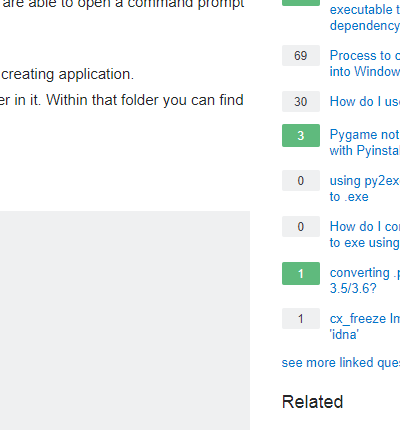 are able to open a command prompt
creating application.
er in it. Within that folder you can find
executable
dependency
69
Process to
into Window
30
How do I use
3
Pygame not
with Pyinstal
0
using py2ex
to .exe
0
How do I co
to exe using
1
converting .p
3.5/3.6?
1
cx_freeze Im
'idna'
see more linked ques
Related